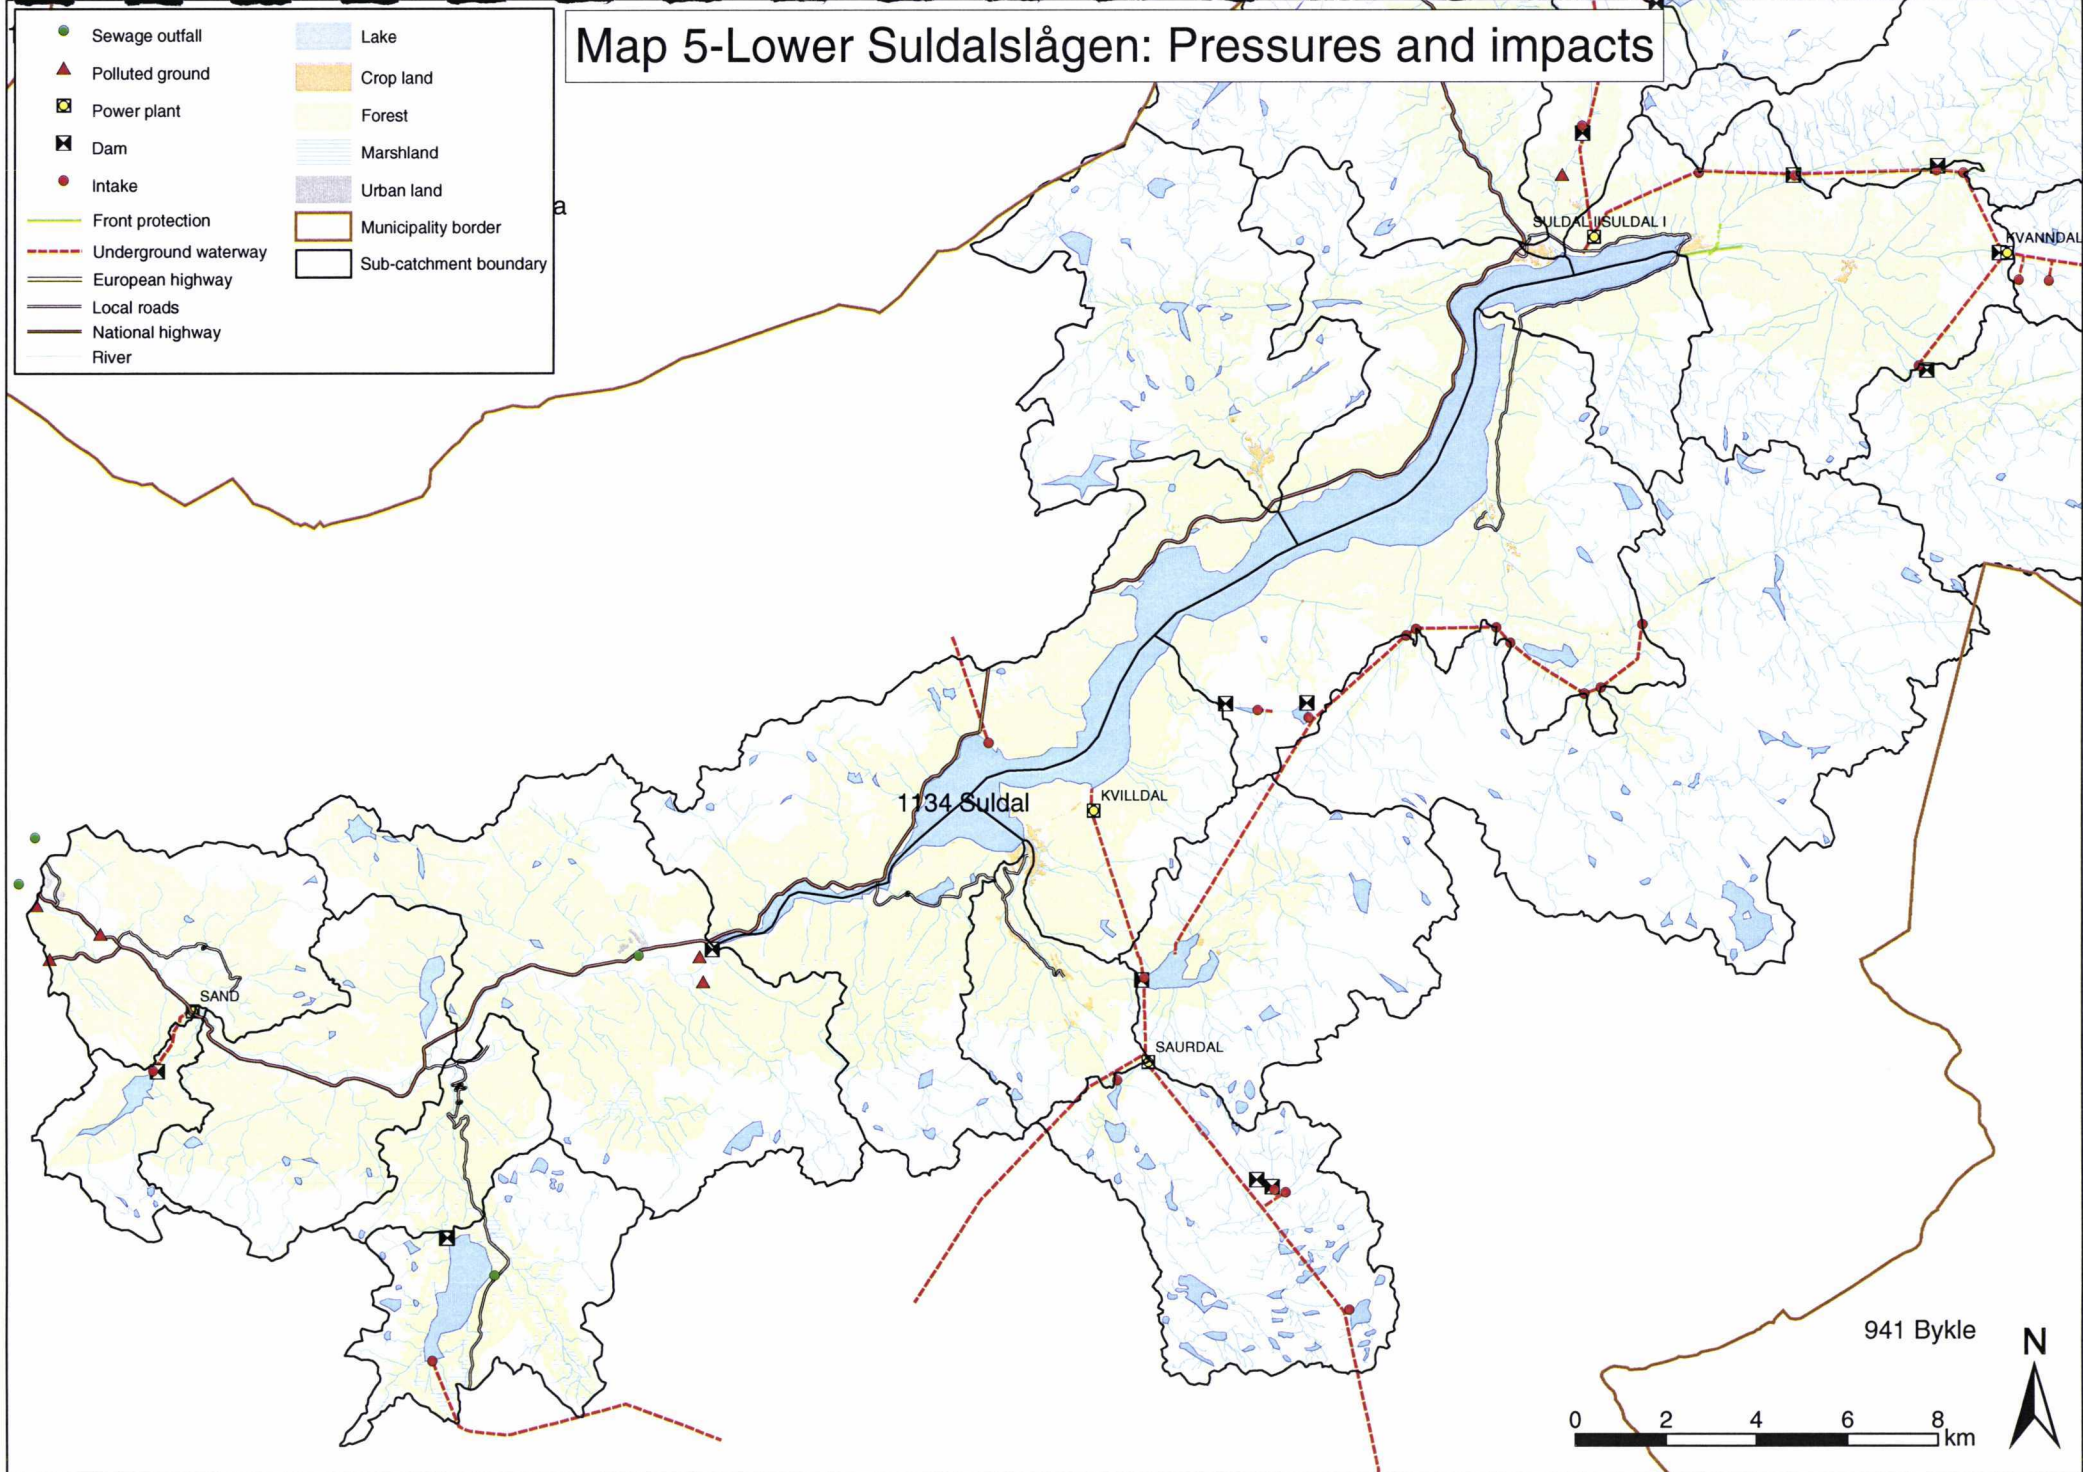 Map 5-Lower Suldalslågen: Pressures and impacts
Sewage outfall
Polluted ground
Power plant
Dam
Intake
Front protection
Underground waterway
European highway
Local roads
National highway
River
Lake
Crop land
Forest
Marshland
Urban land
Municipality border
Sub-catchment boundary
a
SULDAL II
SULDAL I
KVANNDAL
1134 Suldal
KVILLDAL
SAND
SAURDAL
941 Bykle
N
0 2 4 6 8
km